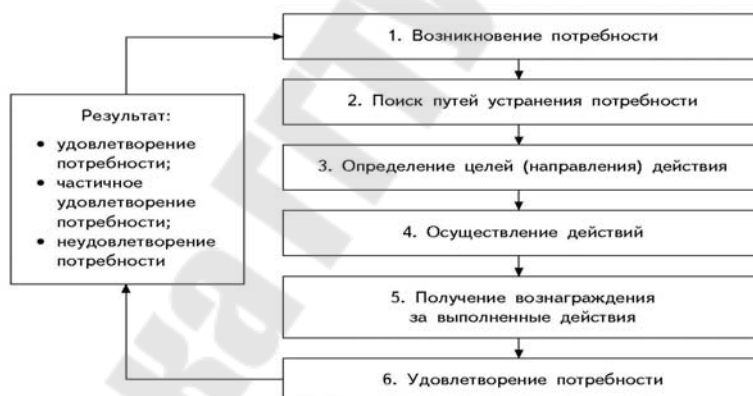 1. Возникновение потребности
2. Поиск путей устранения потребности
3. Определение целей (направления) действия
4. Осуществление действий
5. Получение вознаграждения
за выполненные действия
6. Удовлетворение потребности
Результат:
• удовлетворение
потребности;
• частичное
удовлетворение
потребности;
• неудовлетворение
потребности